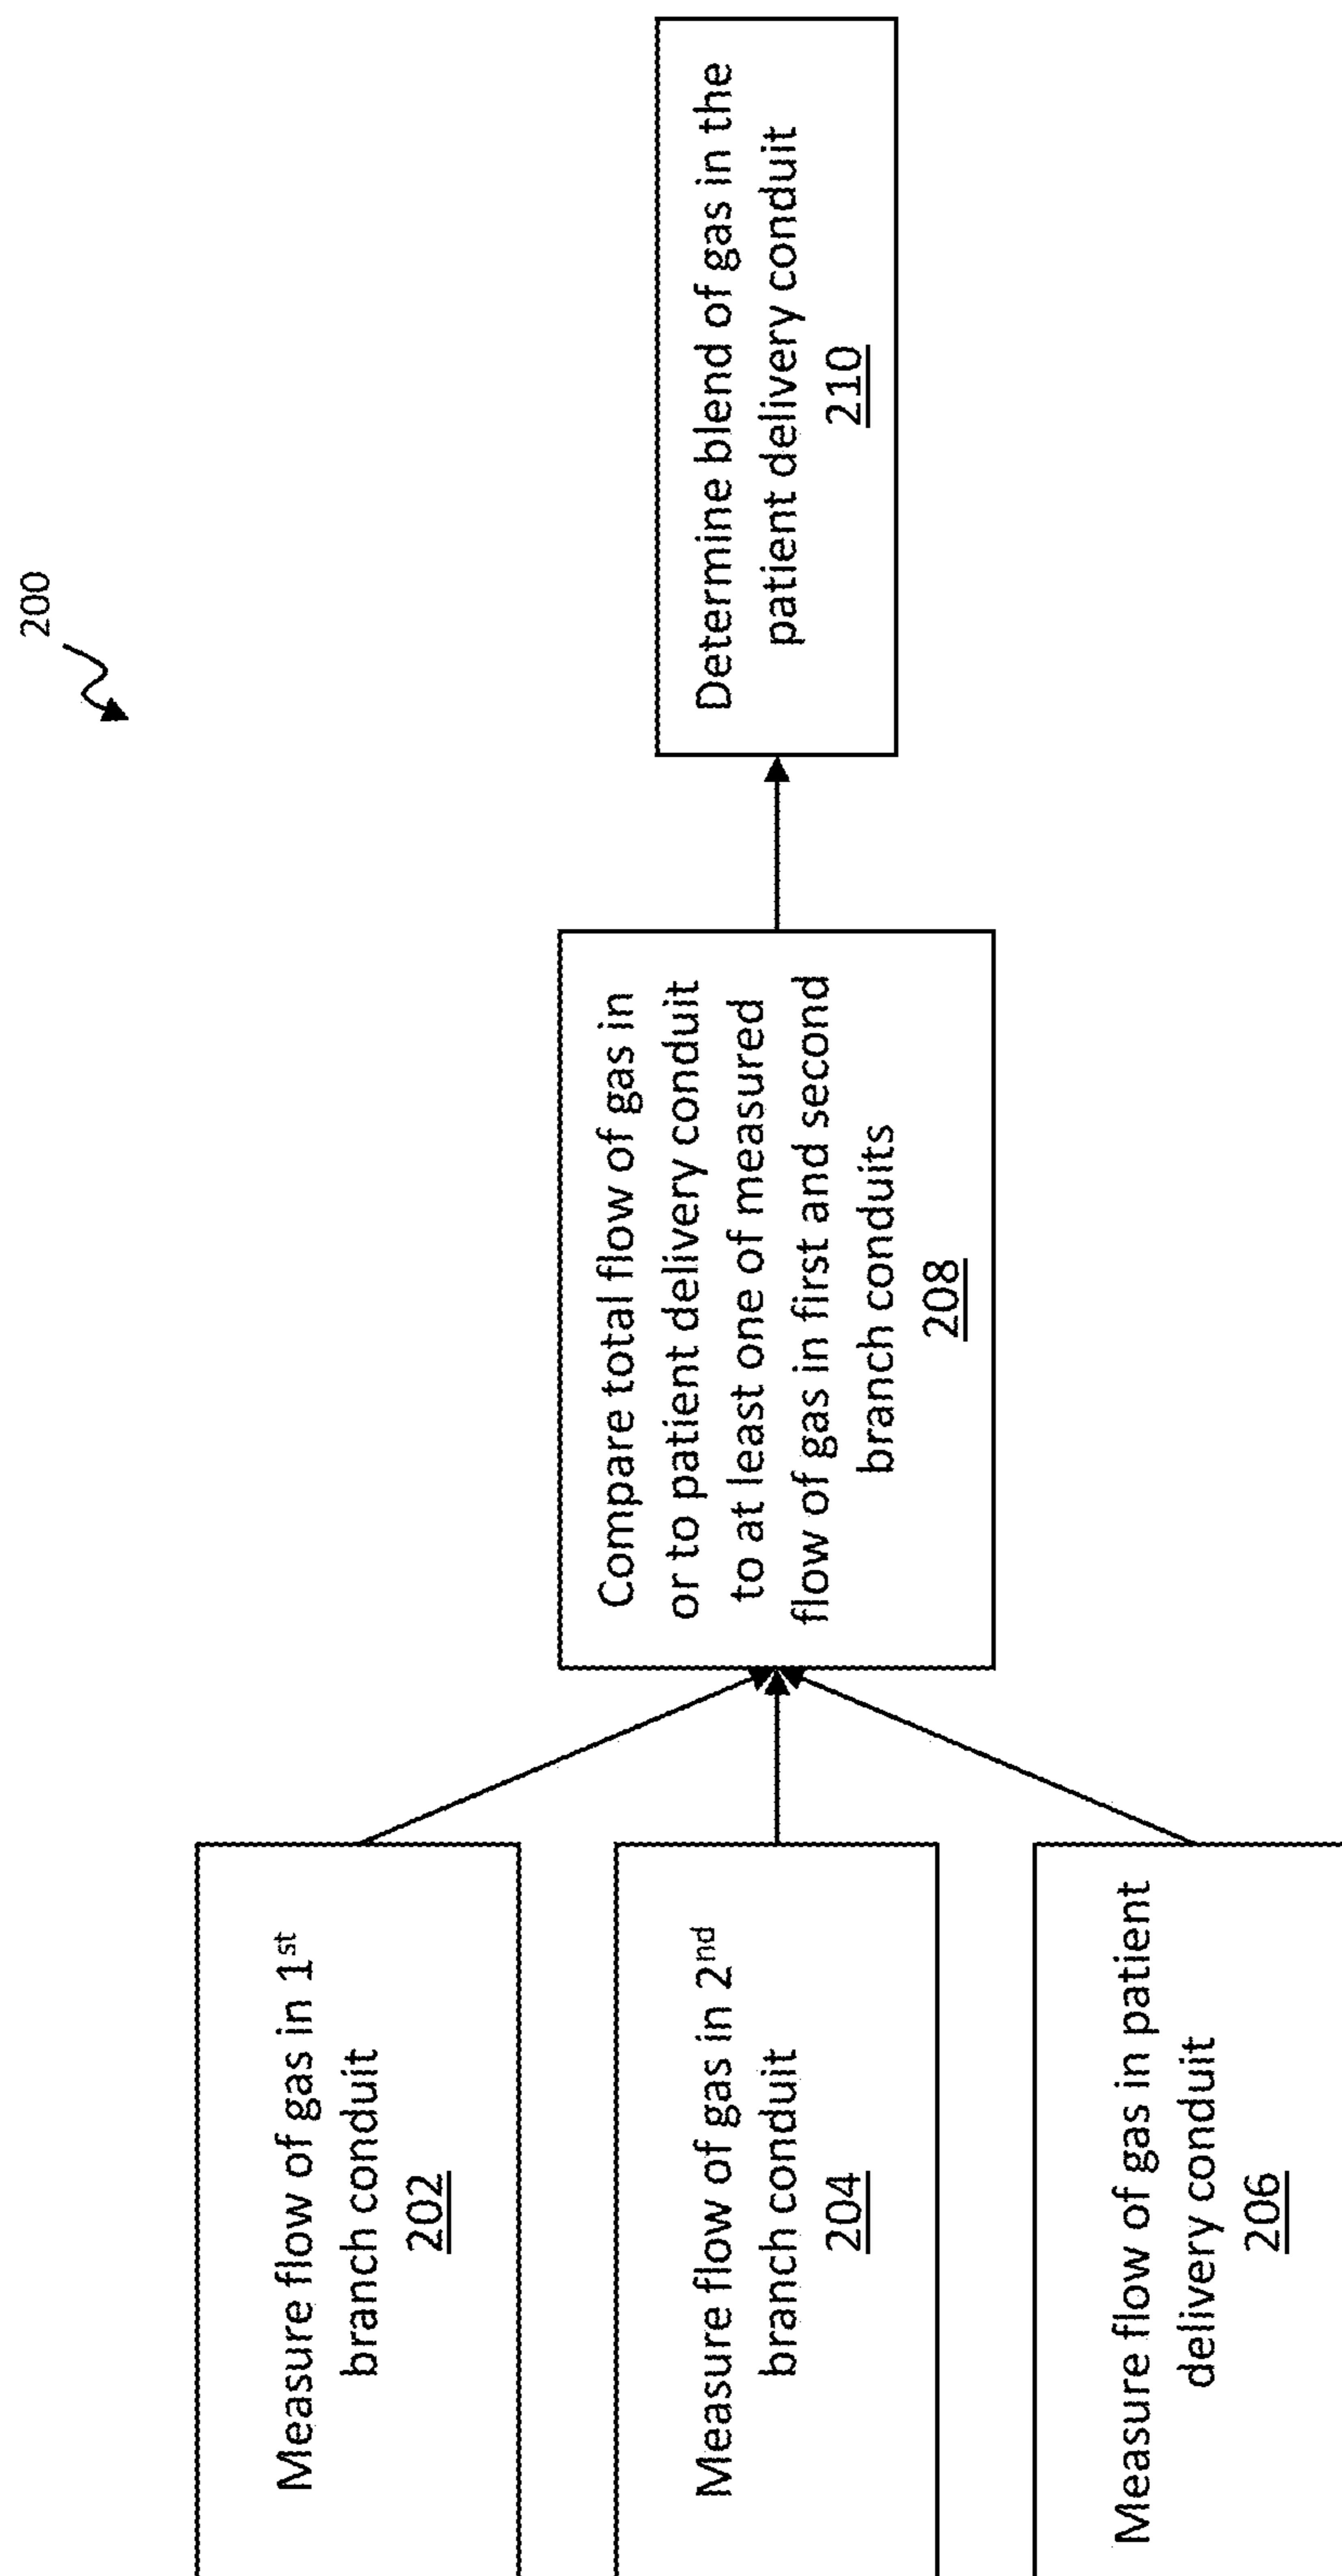 200
Measure flow of gas in 1st
branch conduit
202
Measure flow of gas in 2nd
branch conduit
204
Measure flow of gas in patient
delivery conduit
206
Compare total flow of gas in
or to patient delivery conduit
to at least one of measured
flow of gas in first and second
branch conduits
208
Determine blend of gas in the
patient delivery conduit
210